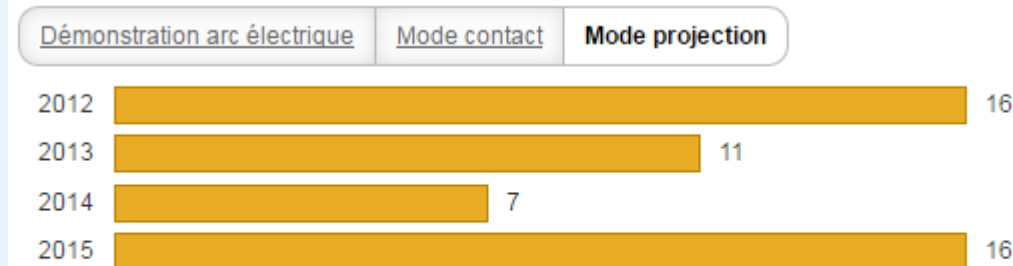 Démonstration arc électrique Mode contact Mode projection
2012 16
2013 11
2014 7
2015 16